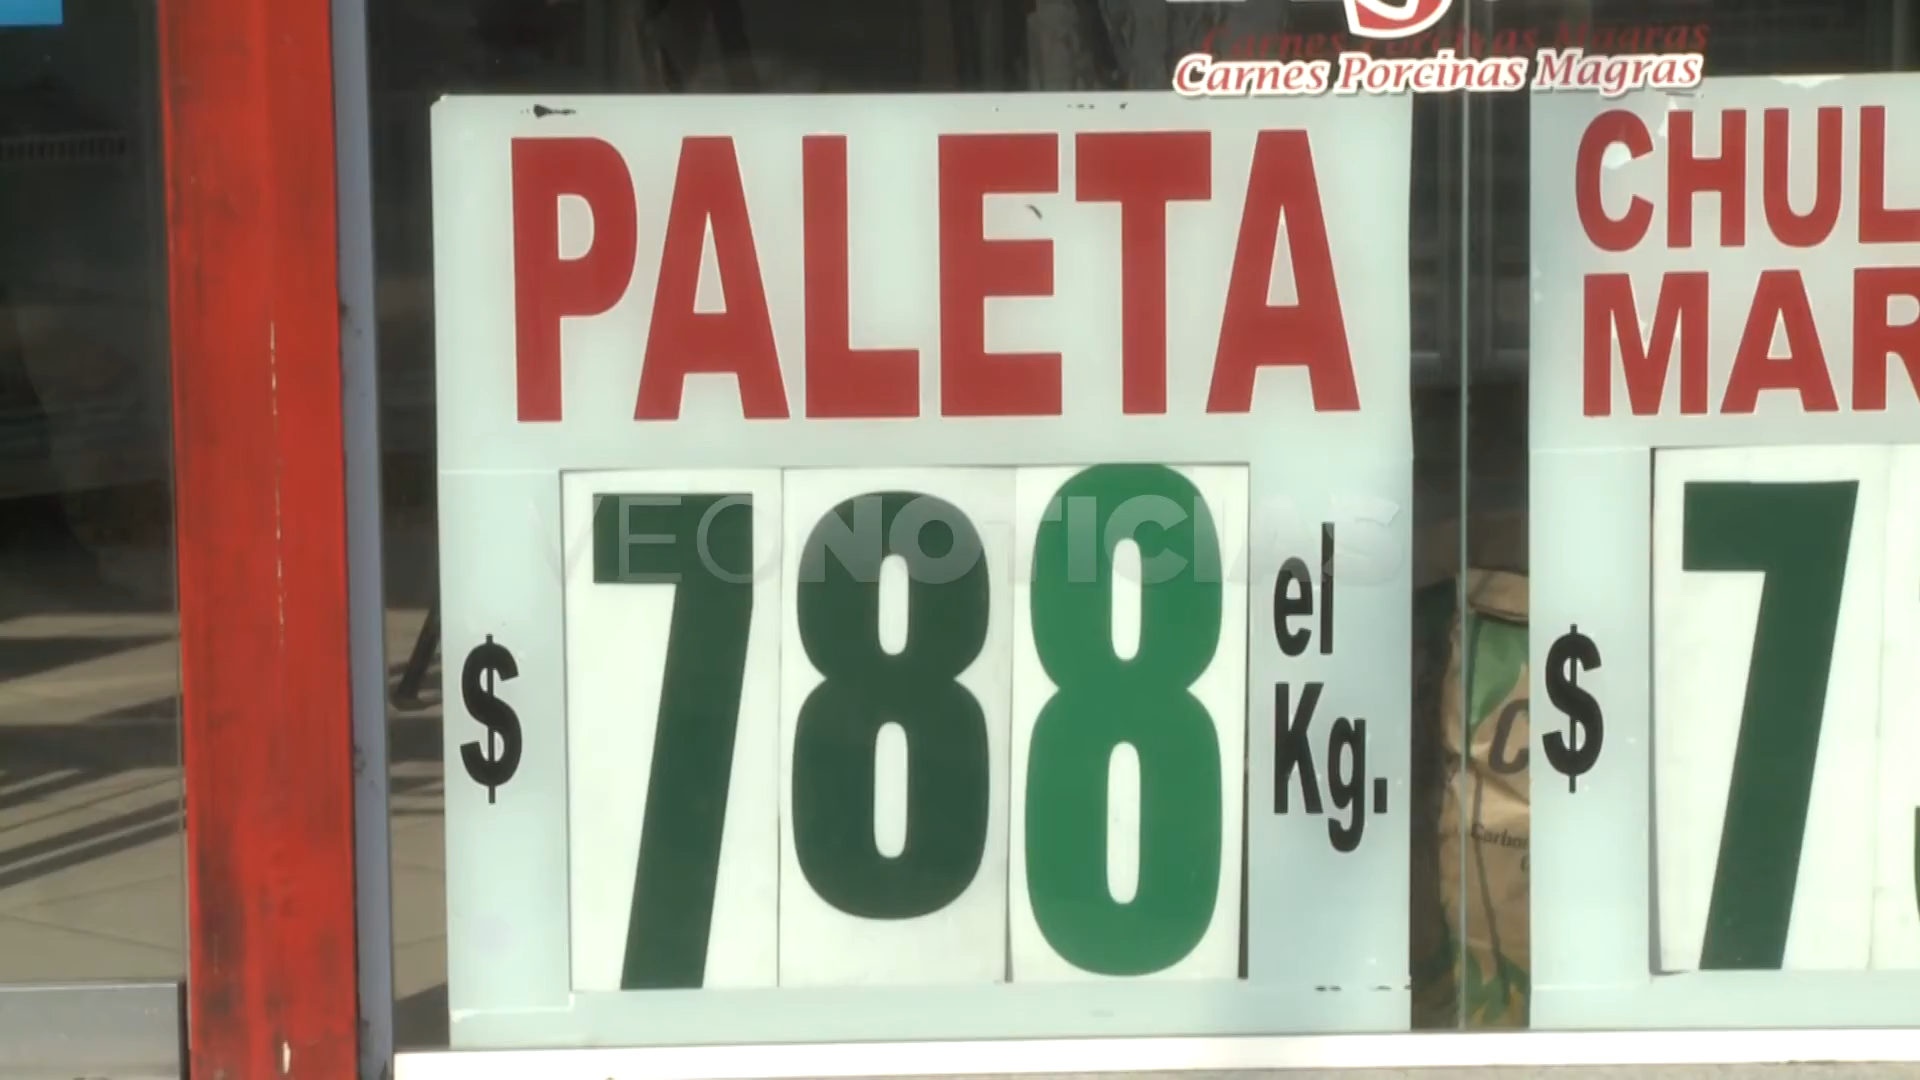 Carnes Porcinas Magras
PALETA
$ 788 el Kg.
CHUL
MAR
$ 7
VEONOTICIAS